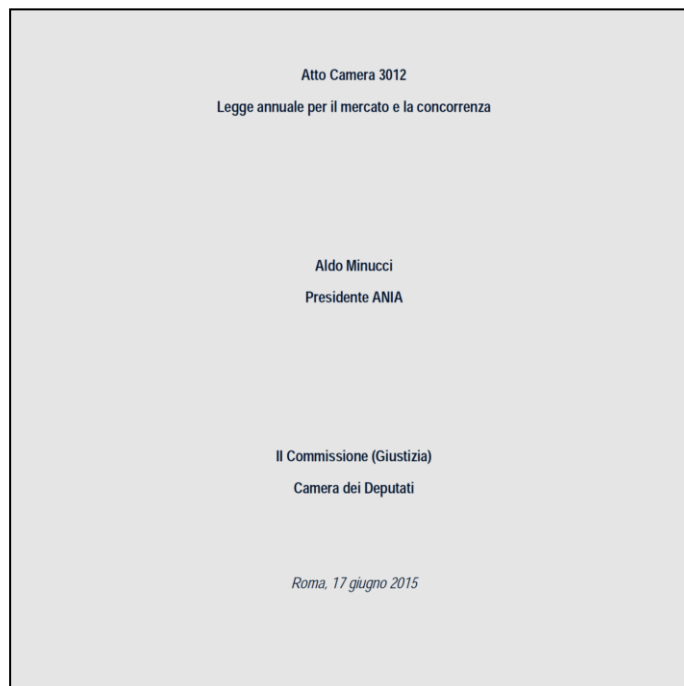 Atto Camera 3012
Legge annuale per il mercato e la concorrenza
Aldo Minucci
Presidente ANIA
II Commissione (Giustizia)
Camera dei Deputati
Roma, 17 giugno 2015